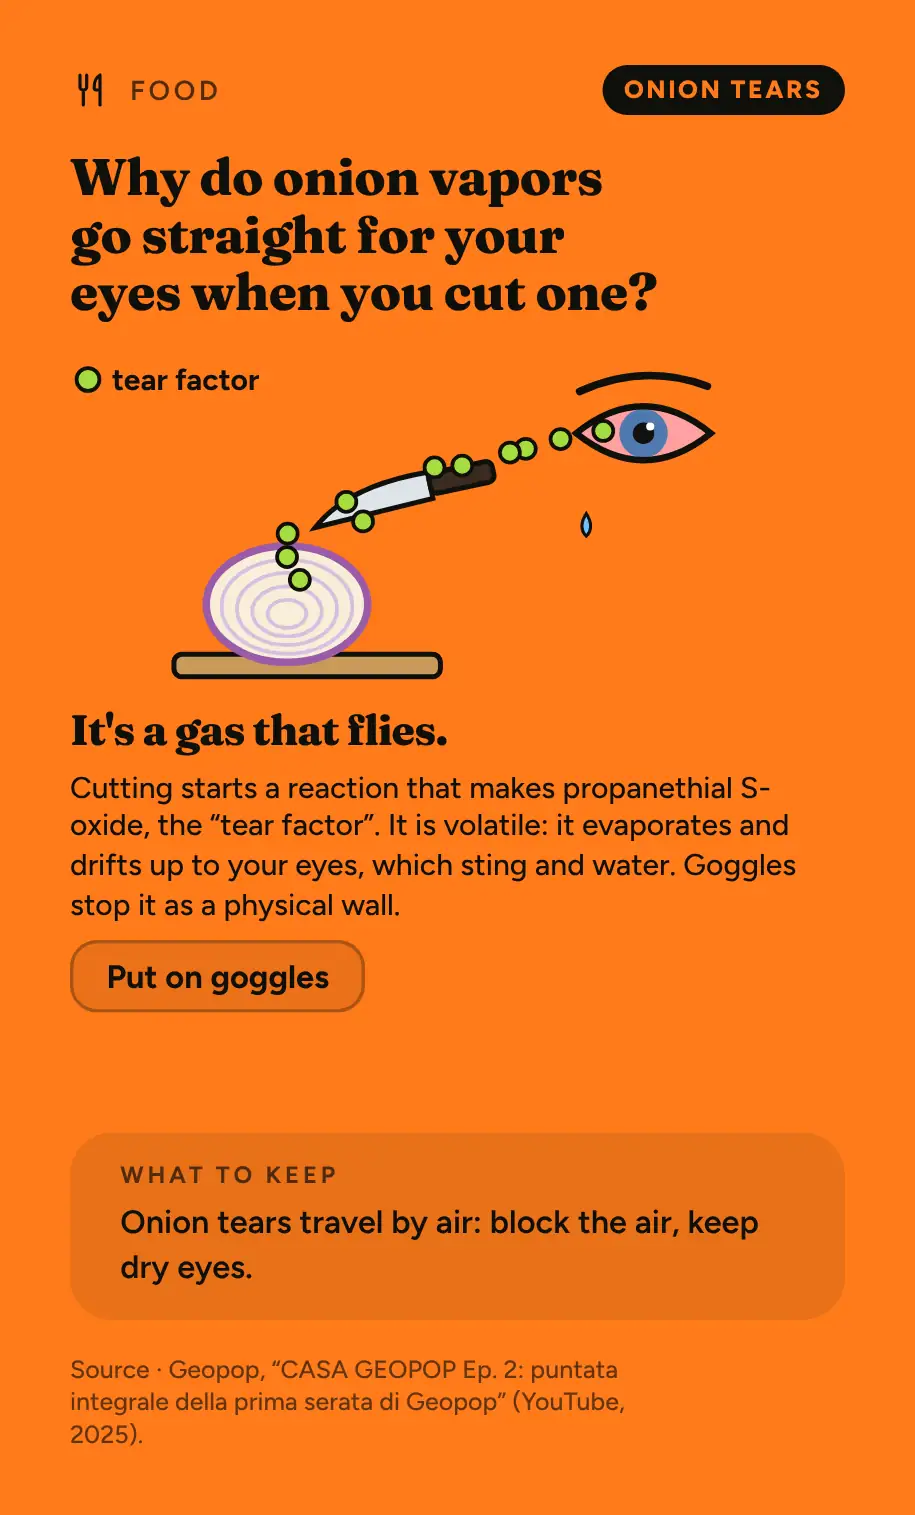 FOOD
ONION TEARS
Why do onion vapors
go straight for your
eyes when you cut one?
tear factor
It's a gas that flies.
Cutting starts a reaction that makes propanethial S-
oxide, the “tear factor”. It is volatile: it evaporates and
drifts up to your eyes, which sting and water. Goggles
stop it as a physical wall.
Put on goggles
WHAT TO KEEP
Onion tears travel by air: block the air, keep
dry eyes.
Source · Geopop, “CASA GEOPOP Ep. 2: puntata
integrale della prima serata di Geopop” (YouTube,
2025).